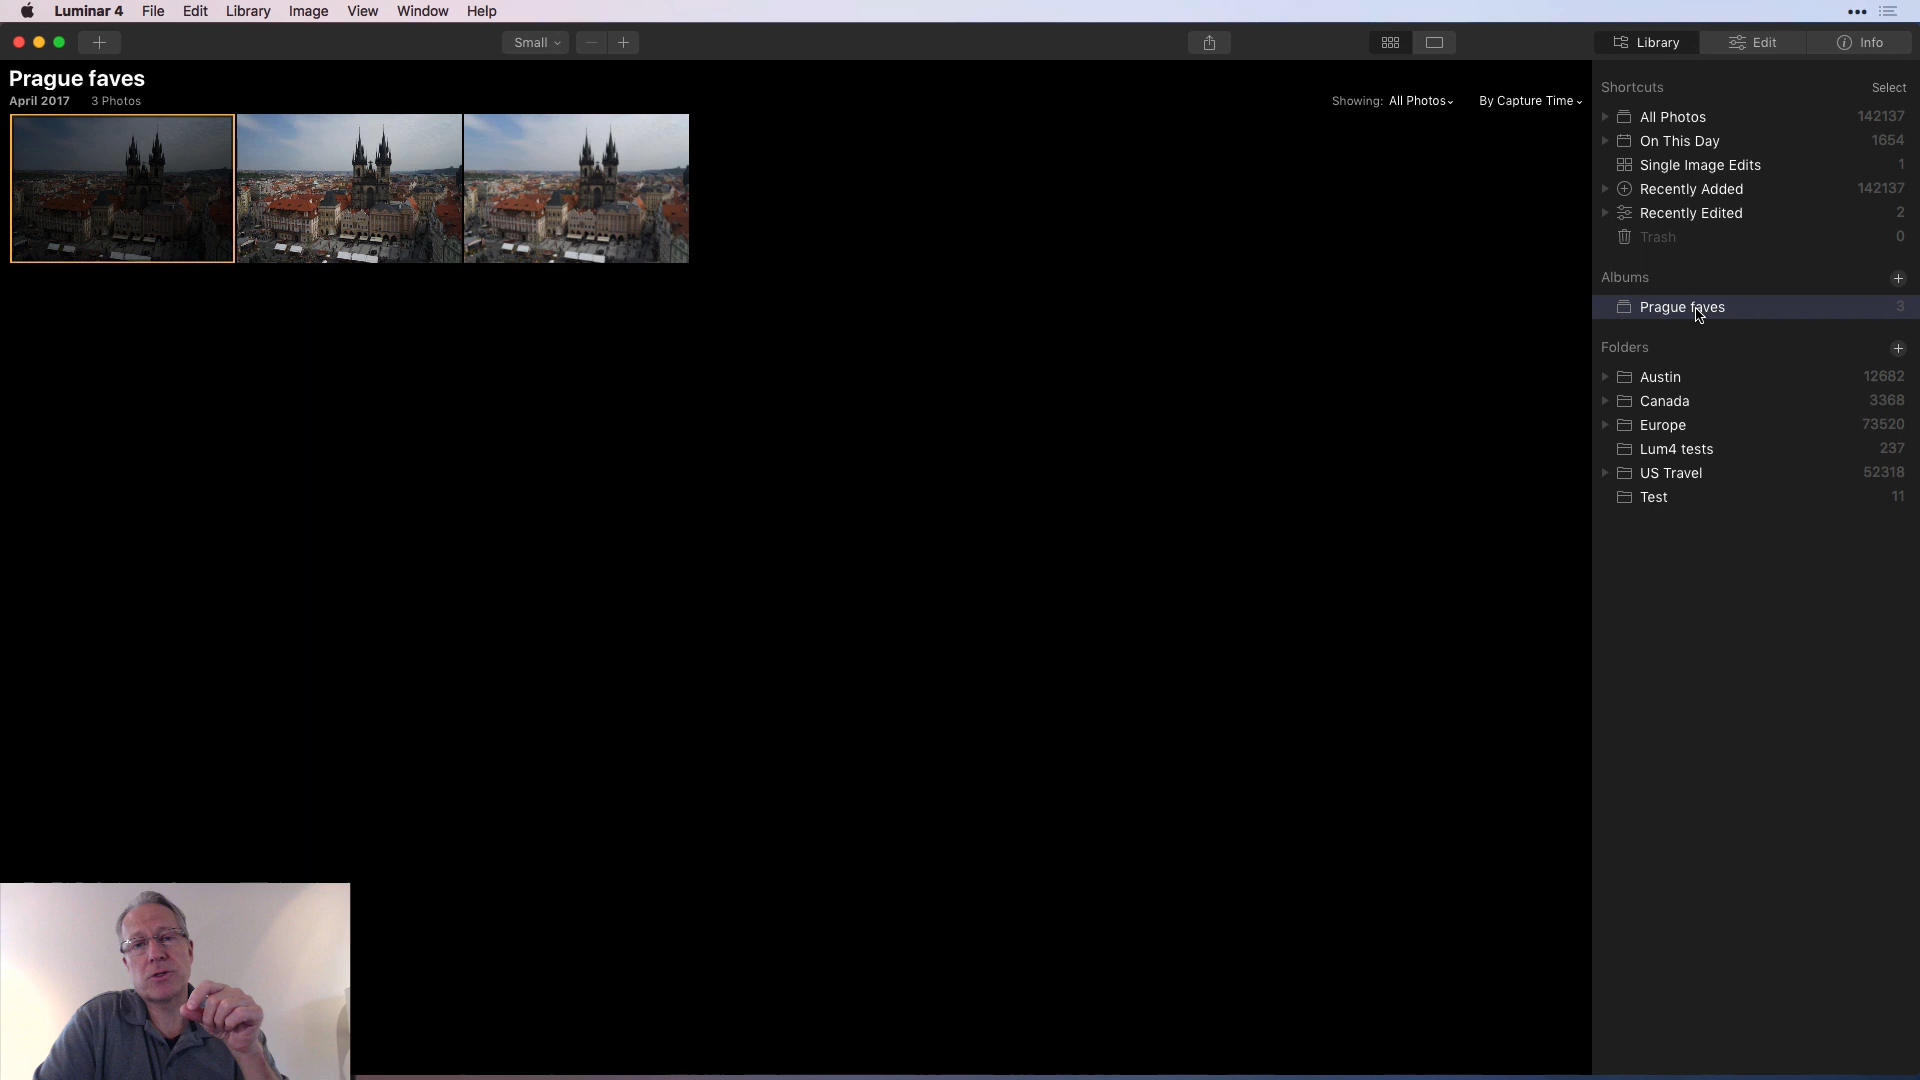 Luminar 4 File Edit Library Image View Window Help
Small
Library Edit Info
Prague faves
April 2017 3 Photos
Showing: All Photos By Capture Time
Shortcuts Select
All Photos 142137
On This Day 1654
Single Image Edits 1
Recently Added 142137
Recently Edited 2
Trash 0
Albums
Prague faves 3
Folders
Austin 12682
Canada 3368
Europe 73520
Lum4 tests 237
US Travel 52318
Test 11